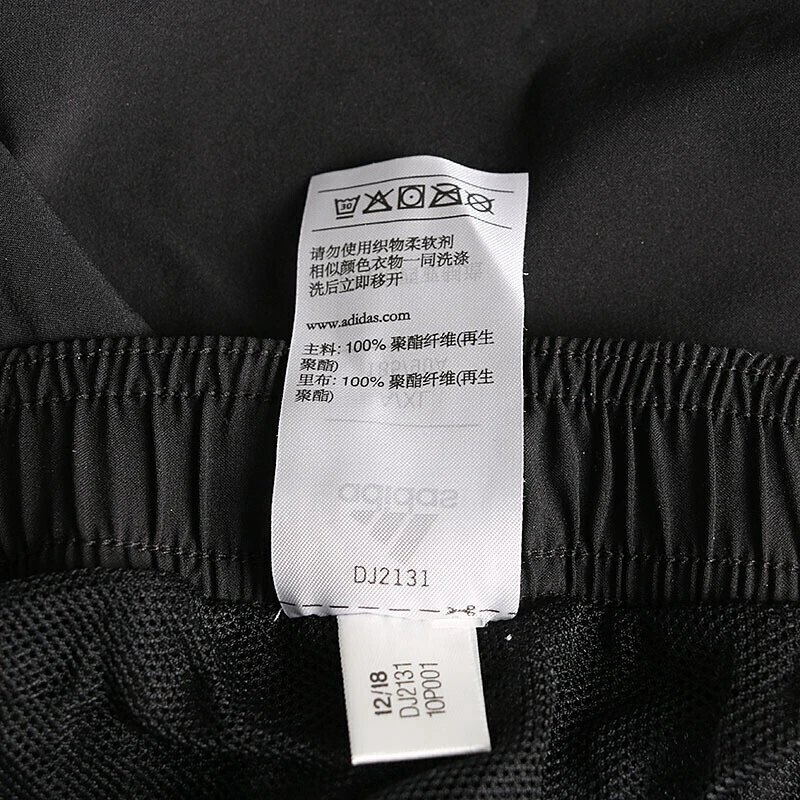 30
请勿使用织物柔软剂
相似颜色衣物一同洗涤
洗后立即移开
www.adidas.com
主料: 100% 聚酯纤维(再生
聚酯)
里布: 100% 聚酯纤维(再生
聚酯)
adidas
DJ2131
12/18
DJ2131
10P001